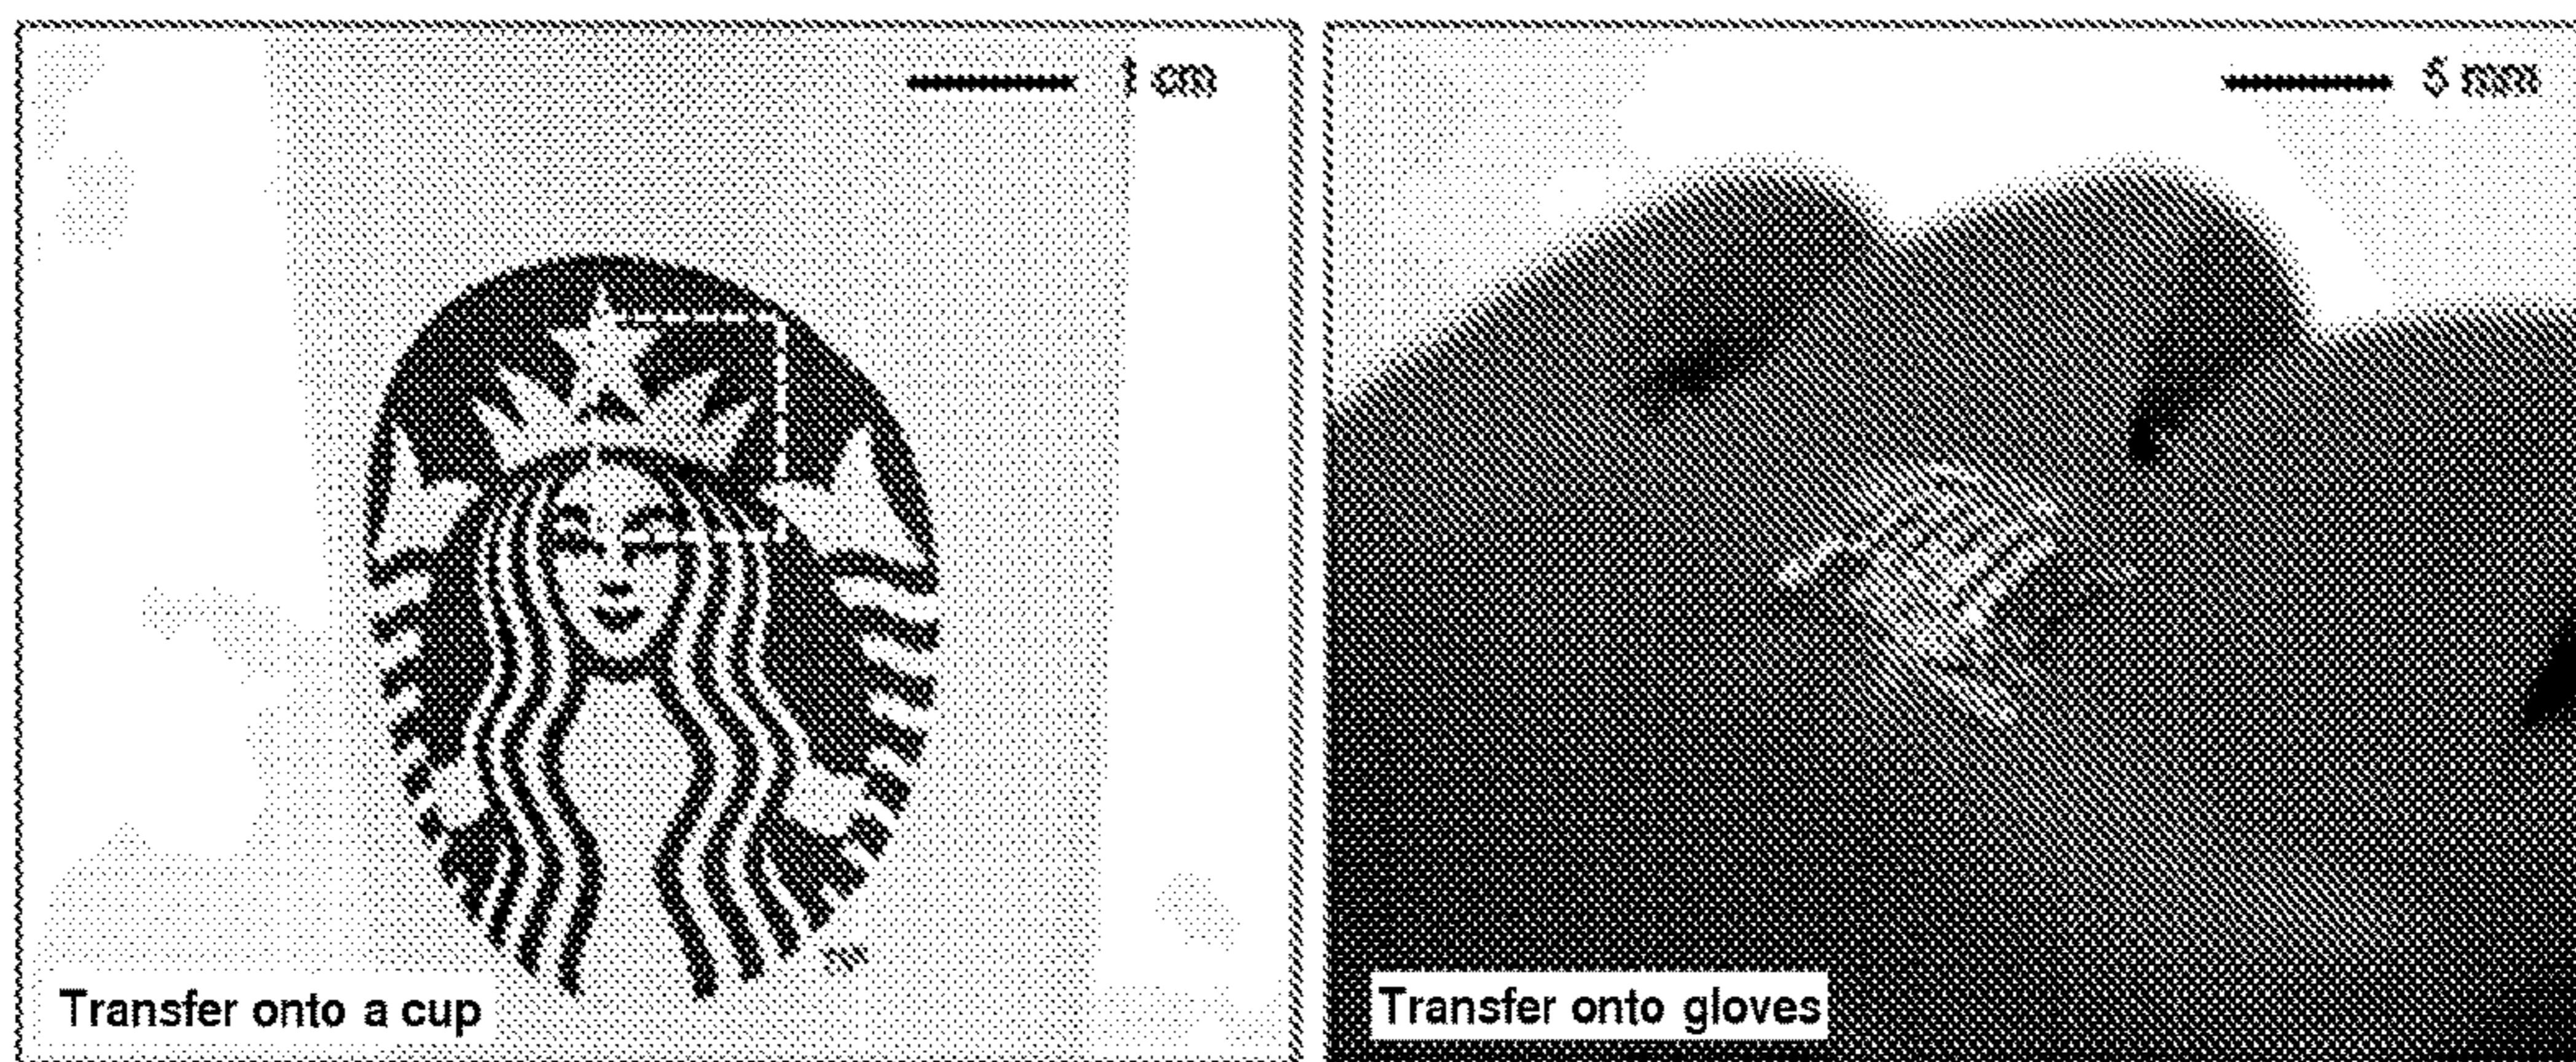 1 cm
5 mm
Transfer onto a cup
Transfer onto gloves